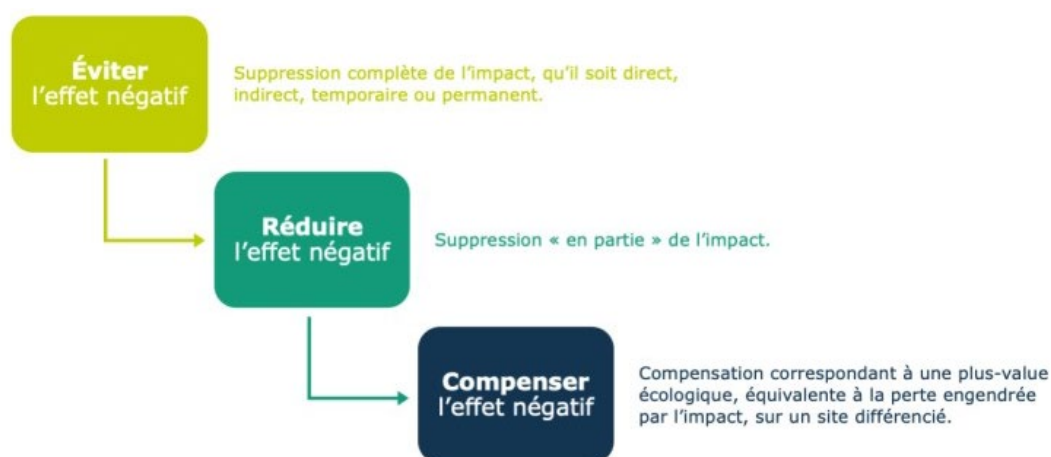 Éviter
l'effet négatif
Suppression complète de l'impact, qu'il soit direct,
indirect, temporaire ou permanent.
Réduire
l'effet négatif
Suppression « en partie » de l'impact.
Compenser
l'effet négatif
Compensation correspondant à une plus-value
écologique, équivalente à la perte engendrée
par l'impact, sur un site différencié.